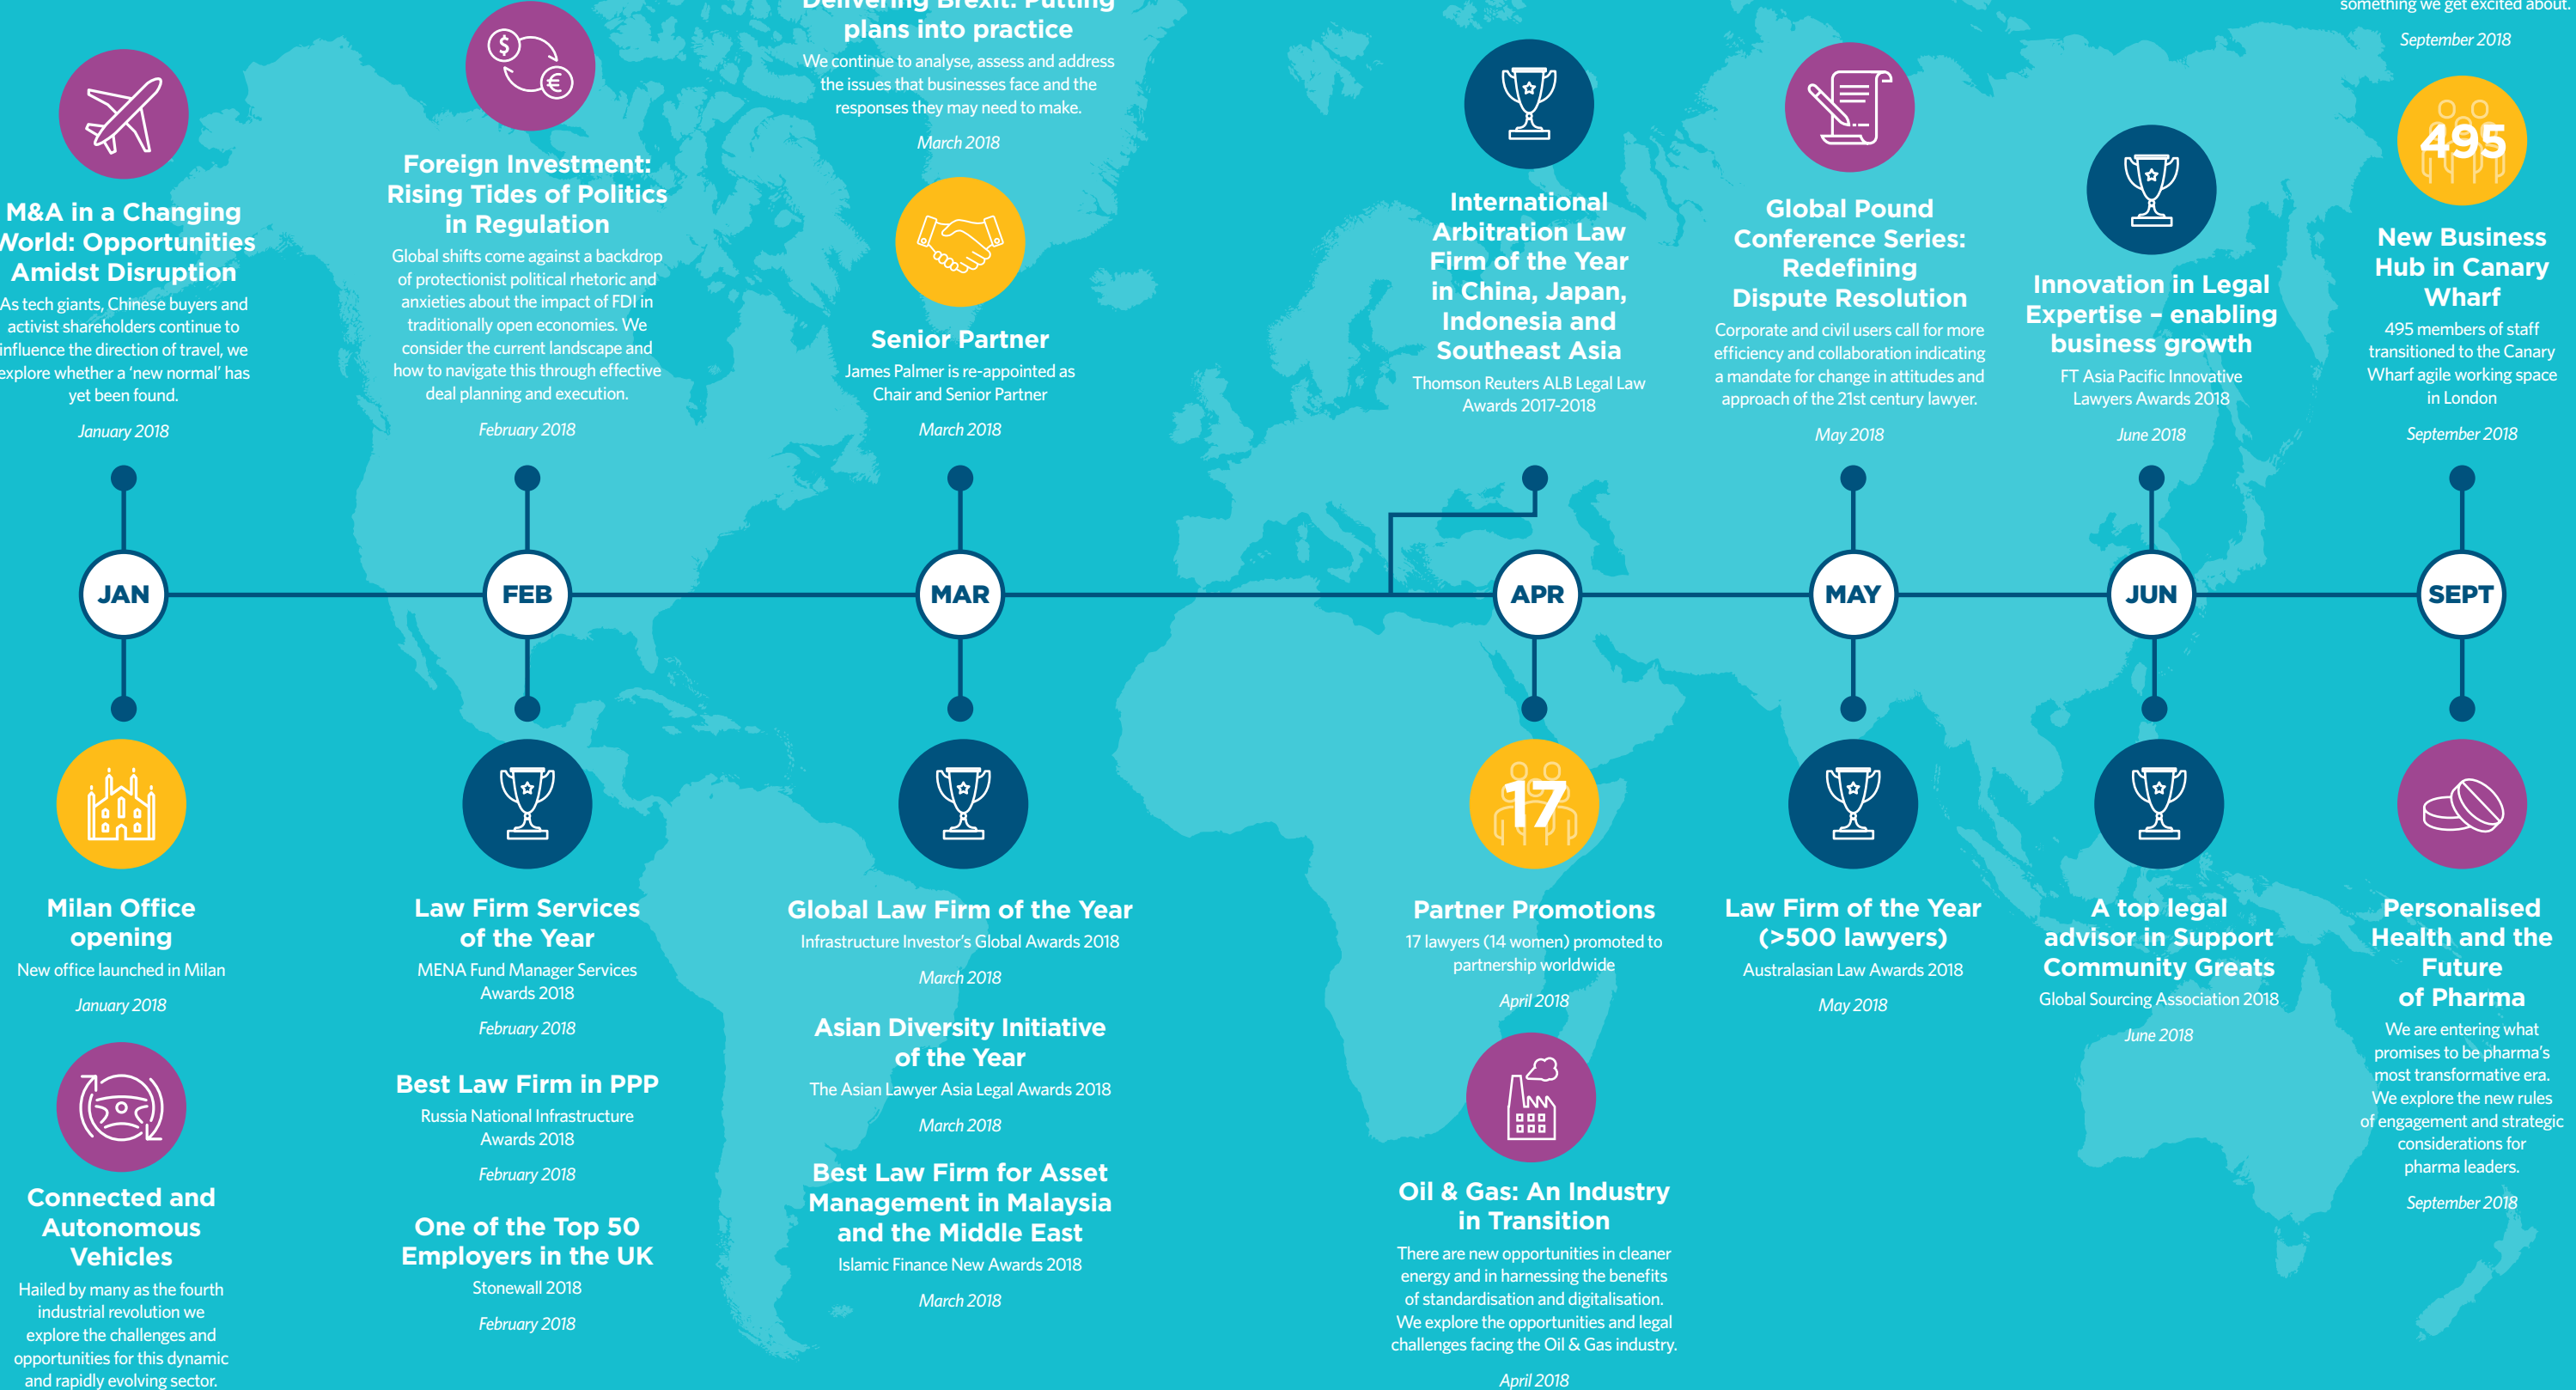 M&A in a Changing
World: Opportunities
Amidst Disruption
As tech giants, Chinese buyers and
activist shareholders continue to
influence the direction of travel, we
explore whether a ‘new normal’ has
yet been found.
January 2018
Foreign Investment:
Rising Tides of Politics
in Regulation
Global shifts come against a backdrop
of protectionist political rhetoric and
anxieties about the impact of FDI in
traditionally open economies. We
consider the current landscape and
how to navigate this through effective
deal planning and execution.
February 2018
Delivering Brexit: Putting
plans into practice
We continue to analyse, assess and address
the issues that businesses face and the
responses they may need to make.
March 2018
Senior Partner
James Palmer is re-appointed as
Chair and Senior Partner
March 2018
International
Arbitration Law
Firm of the Year
in China, Japan,
Indonesia and
Southeast Asia
Thomson Reuters ALB Legal Law
Awards 2017-2018
Global Pound
Conference Series:
Redefining
Dispute Resolution
Corporate and civil users call for more
efficiency and collaboration indicating
a mandate for change in attitudes and
approach of the 21st century lawyer.
May 2018
Innovation in Legal
Expertise – enabling
business growth
FT Asia Pacific Innovative
Lawyers Awards 2018
June 2018
something we get excited about.
September 2018
495
New Business
Hub in Canary
Wharf
495 members of staff
transitioned to the Canary
Wharf agile working space
in London
September 2018
JAN
FEB
MAR
APR
MAY
JUN
SEPT
Milan Office
opening
New office launched in Milan
January 2018
Connected and
Autonomous
Vehicles
Hailed by many as the fourth
industrial revolution we
explore the challenges and
opportunities for this dynamic
and rapidly evolving sector.
Law Firm Services
of the Year
MENA Fund Manager Services
Awards 2018
February 2018
Best Law Firm in PPP
Russia National Infrastructure
Awards 2018
February 2018
One of the Top 50
Employers in the UK
Stonewall 2018
February 2018
Global Law Firm of the Year
Infrastructure Investor’s Global Awards 2018
March 2018
Asian Diversity Initiative
of the Year
The Asian Lawyer Asia Legal Awards 2018
March 2018
Best Law Firm for Asset
Management in Malaysia
and the Middle East
Islamic Finance New Awards 2018
March 2018
17
Partner Promotions
17 lawyers (14 women) promoted to
partnership worldwide
April 2018
Oil & Gas: An Industry
in Transition
There are new opportunities in cleaner
energy and in harnessing the benefits
of standardisation and digitalisation.
We explore the opportunities and legal
challenges facing the Oil & Gas industry.
April 2018
Law Firm of the Year
(>500 lawyers)
Australasian Law Awards 2018
May 2018
A top legal
advisor in Support
Community Greats
Global Sourcing Association 2018
June 2018
Personalised
Health and the
Future
of Pharma
We are entering what
promises to be pharma’s
most transformative era.
We explore the new rules
of engagement and strategic
considerations for
pharma leaders.
September 2018